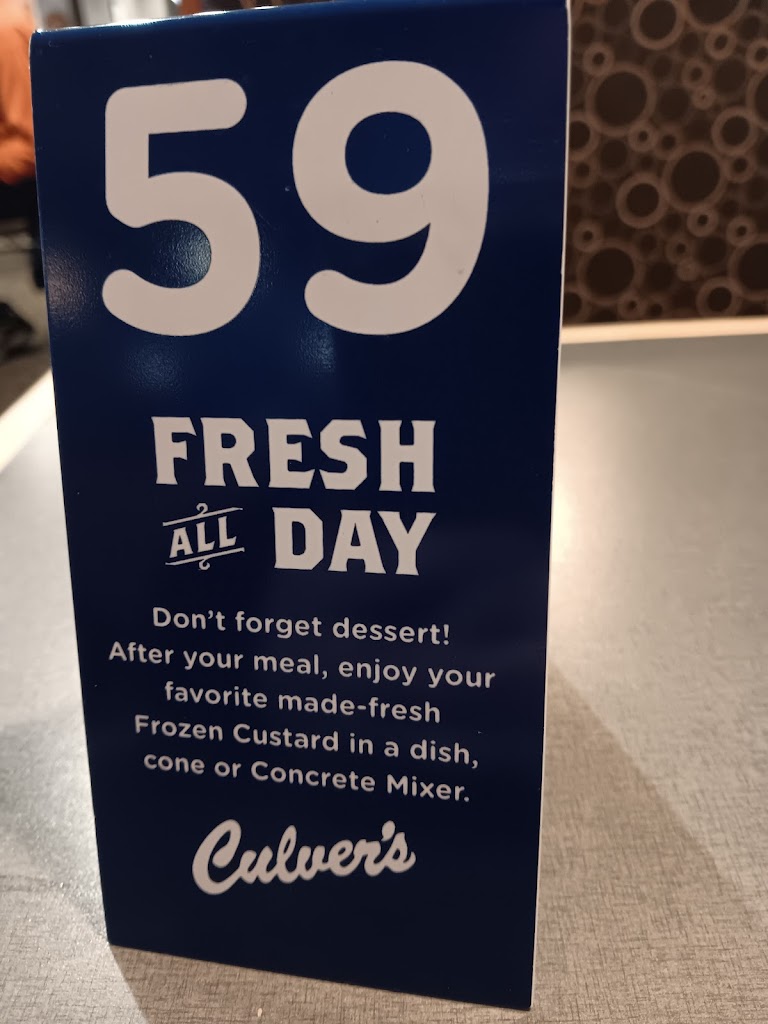 59
FRESH
ALL DAY
Don't forget dessert!
After your meal, enjoy your
favorite made-fresh
Frozen Custard in a dish,
cone or Concrete Mixer.
Culver's